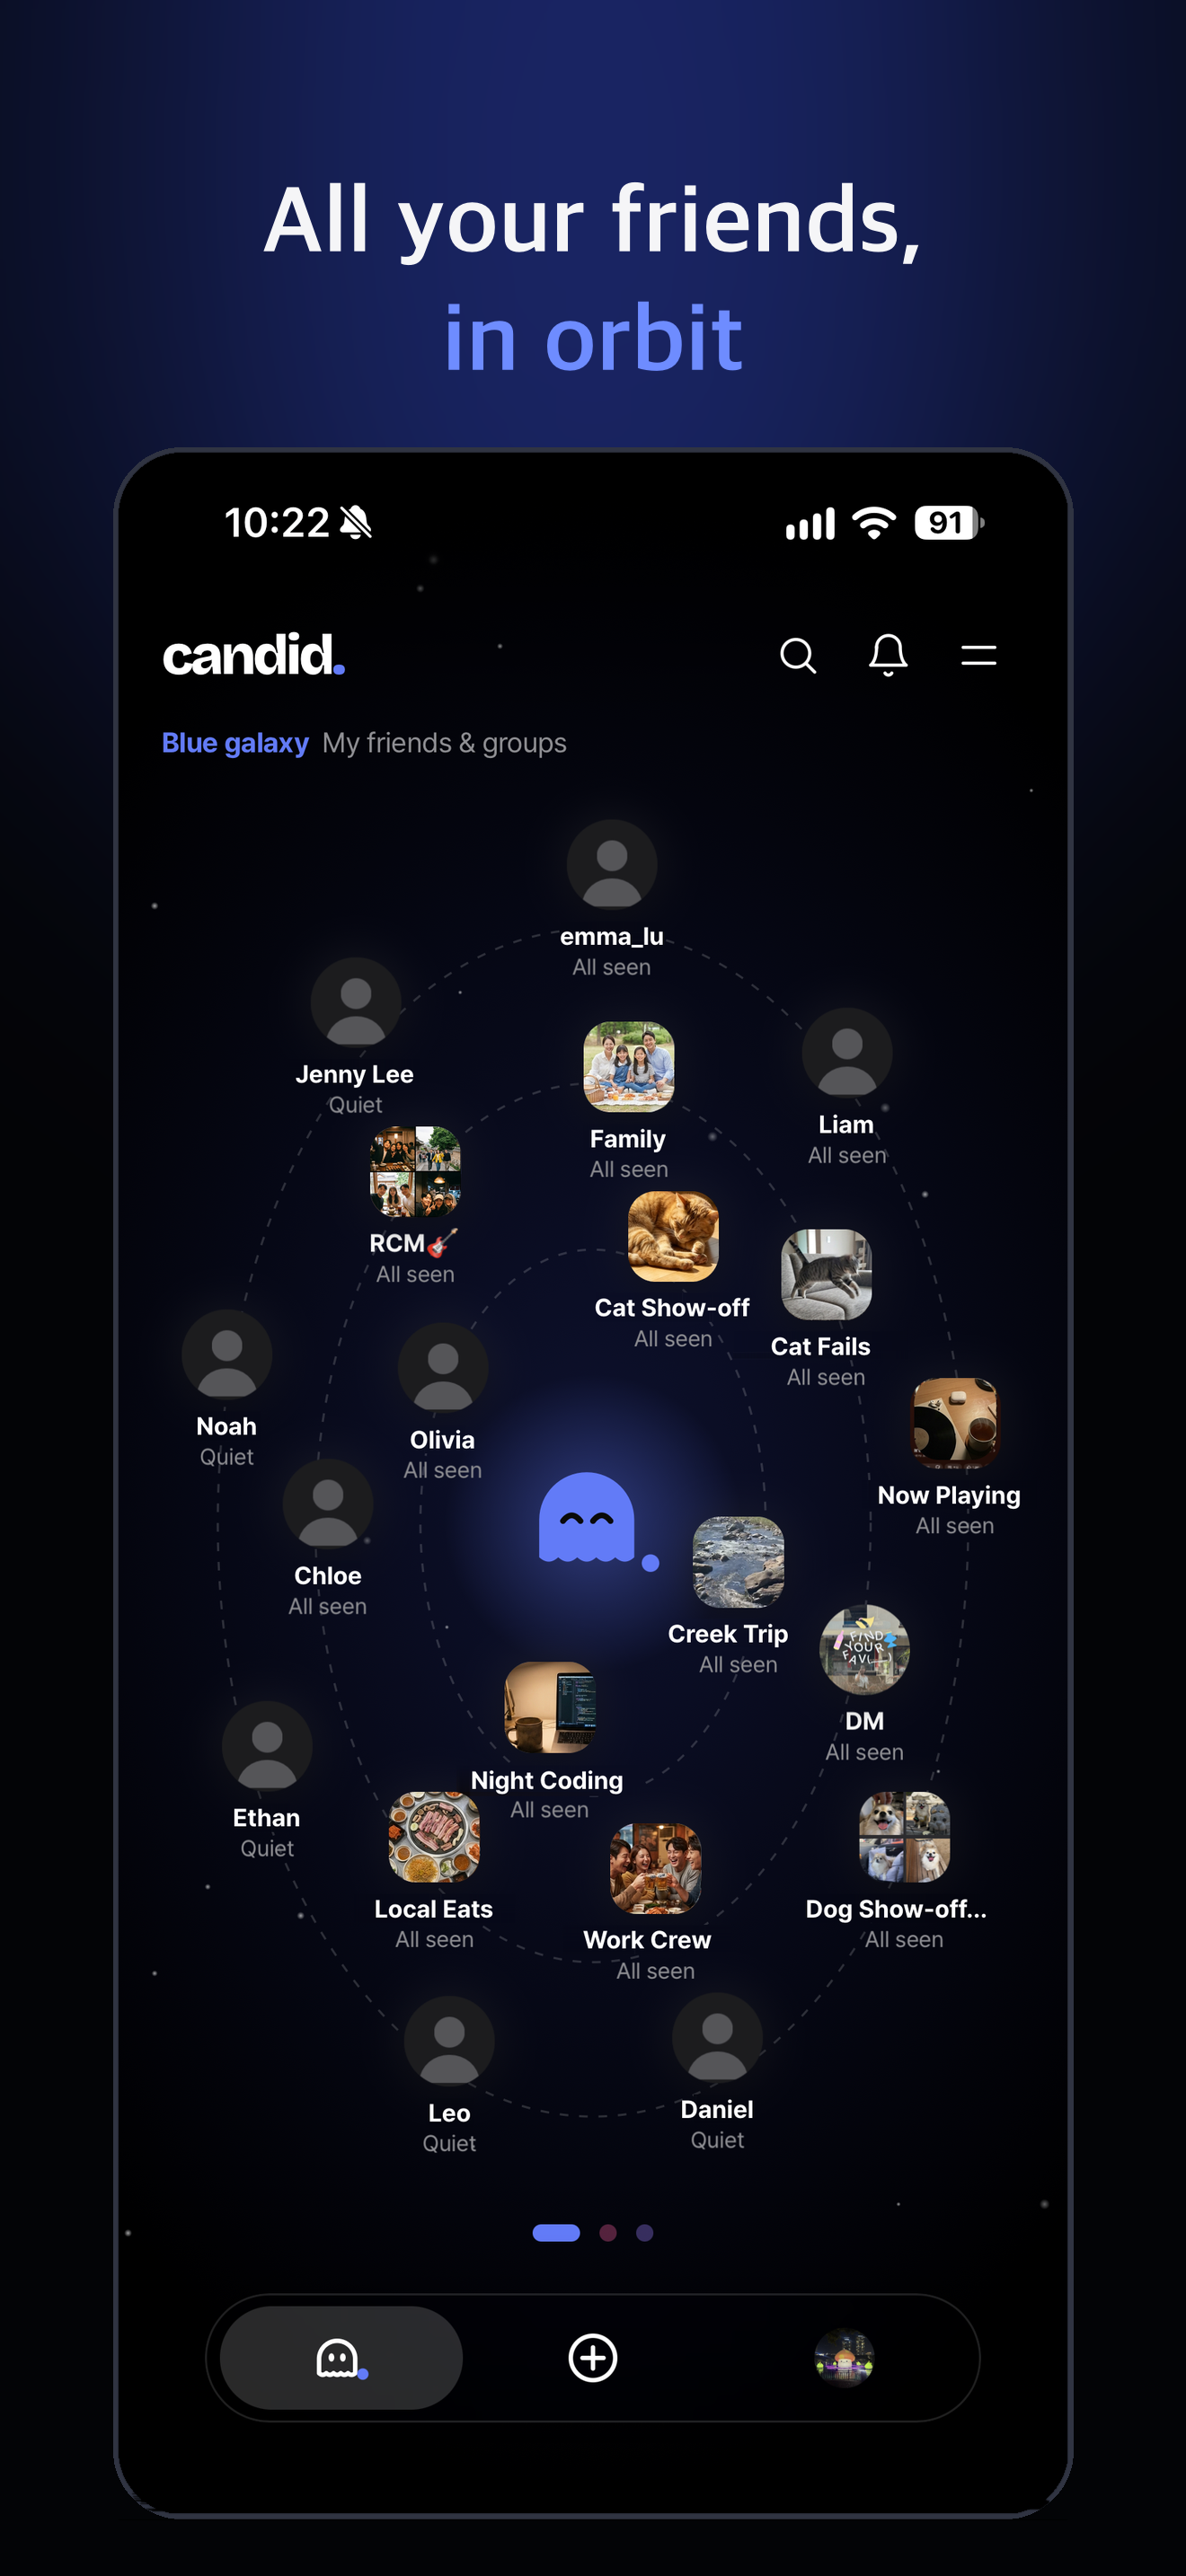 All your friends,
in orbit
10:22
91
candid.
Blue galaxy My friends & groups
emma_lu
All seen
Jenny Lee
Quiet
Family
All seen
Liam
All seen
RCM🎸
All seen
Cat Show-off
All seen
Cat Fails
All seen
Noah
Quiet
Olivia
All seen
Now Playing
All seen
Chloe
All seen
Creek Trip
All seen
FIND
YOUR
DM
All seen
Night Coding
All seen
Ethan
Quiet
Local Eats
All seen
Work Crew
All seen
Dog Show-off...
All seen
Leo
Quiet
Daniel
Quiet